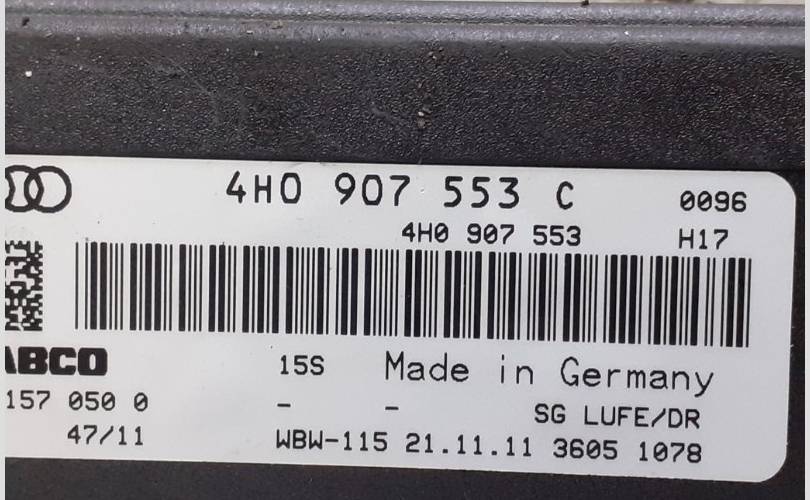 4H0 907 553 C 0096
4H0 907 553 H17
ABCO
15S Made in Germany
157 050 0 - - SG LUFE/DR
47/11 WBW-115 21.11.11 3605 1078